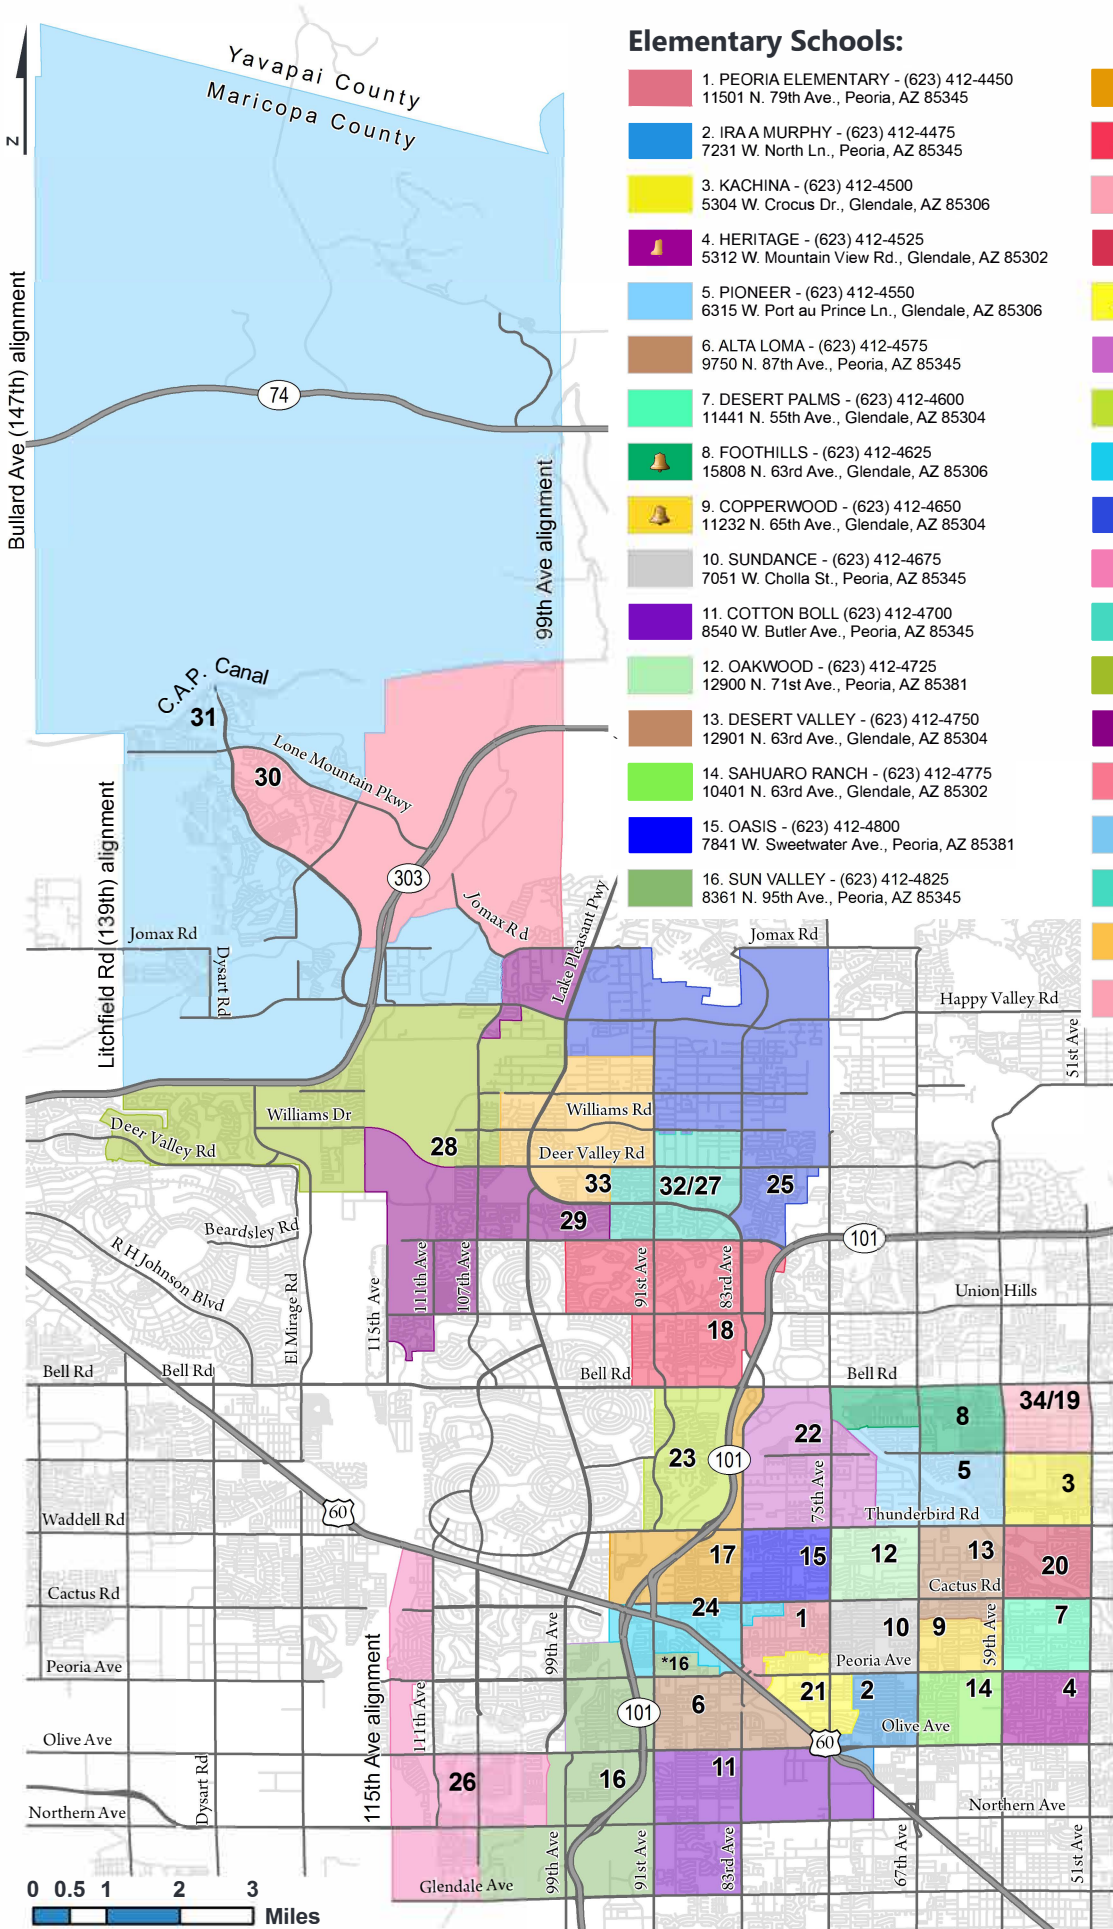 Elementary Schools:
1. PEORIA ELEMENTARY - (623) 412-4450
11501 N. 79th Ave., Peoria, AZ 85345
2. IRA A MURPHY - (623) 412-4475
7231 W. North Ln., Peoria, AZ 85345
3. KACHINA - (623) 412-4500
5304 W. Crocus Dr., Glendale, AZ 85306
4. HERITAGE - (623) 412-4525
5312 W. Mountain View Rd., Glendale, AZ 85302
5. PIONEER - (623) 412-4550
6315 W. Port au Prince Ln., Glendale, AZ 85306
6. ALTA LOMA - (623) 412-4575
9750 N. 87th Ave., Peoria, AZ 85345
7. DESERT PALMS - (623) 412-4600
11441 N. 55th Ave., Glendale, AZ 85304
8. FOOTHILLS - (623) 412-4625
15808 N. 63rd Ave., Glendale, AZ 85306
9. COPPERWOOD - (623) 412-4650
11232 N. 65th Ave., Glendale, AZ 85304
10. SUNDANCE - (623) 412-4675
7051 W. Cholla St., Peoria, AZ 85345
11. COTTON BOLL (623) 412-4700
8540 W. Butler Ave., Peoria, AZ 85345
12. OAKWOOD - (623) 412-4725
12900 N. 71st Ave., Peoria, AZ 85381
13. DESERT VALLEY - (623) 412-4750
12901 N. 63rd Ave., Glendale, AZ 85304
14. SAHUARO RANCH - (623) 412-4775
10401 N. 63rd Ave., Glendale, AZ 85302
15. OASIS - (623) 412-4800
7841 W. Sweetwater Ave., Peoria, AZ 85381
16. SUN VALLEY - (623) 412-4825
8361 N. 95th Ave., Peoria, AZ 85345
Yavapai County
Maricopa County
Z
Bullard Ave (147th) alignment
74
99th Ave alignment
C.A.P. Canal
31
30
Lone Mountain Pkwy
Litchfield Rd (139th) alignment
303
Jomax Rd
Lake Pleasant Pwy
Jomax Rd
Jomax Rd
Dysart Rd
Happy Valley Rd
51st Ave
Williams Dr
Williams Rd
Deer Valley Rd
28
Deer Valley Rd
33
32/27
25
29
Beardsley Rd
R H Johnson Blvd
El Mirage Rd
115th Ave
111th Ave
107th Ave
91st Ave
83rd Ave
101
Union Hills
18
Bell Rd
Bell Rd
Bell Rd
Bell Rd
34/19
8
22
23
101
75th Ave
5
3
60
Waddell Rd
Thunderbird Rd
17
15
12
13
20
Cactus Rd
Cactus Rd
24
1
10
9
59th Ave
7
99th Ave
Peoria Ave
*16
Peoria Ave
115th Ave alignment
111th Ave
101
6
21
2
14
4
Olive Ave
Olive Ave
60
Dysart Rd
26
16
11
Northern Ave
Northern Ave
99th Ave
91st Ave
83rd Ave
67th Ave
51st Ave
Glendale Ave
0 0.5 1 2 3
Miles